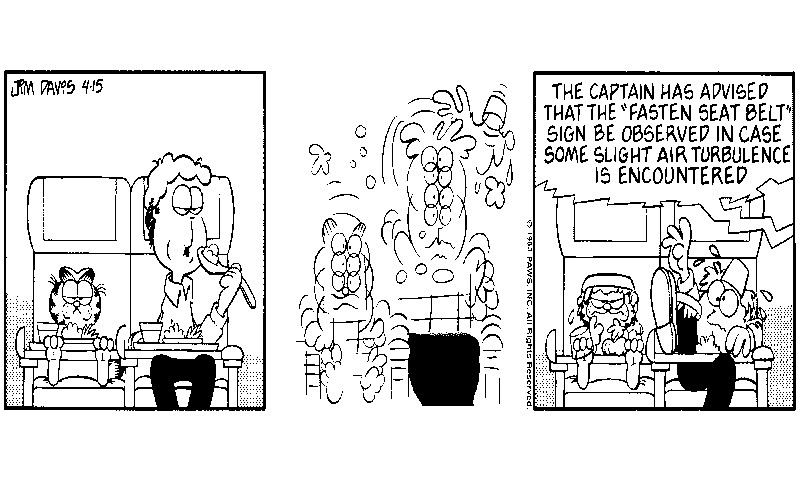 JIM DAVIS 4·15
© 1983 PAWS, INC. All Rights Reserved.
THE CAPTAIN HAS ADVISED
THAT THE "FASTEN SEAT BELT"
SIGN BE OBSERVED IN CASE
SOME SLIGHT AIR TURBULENCE
IS ENCOUNTERED